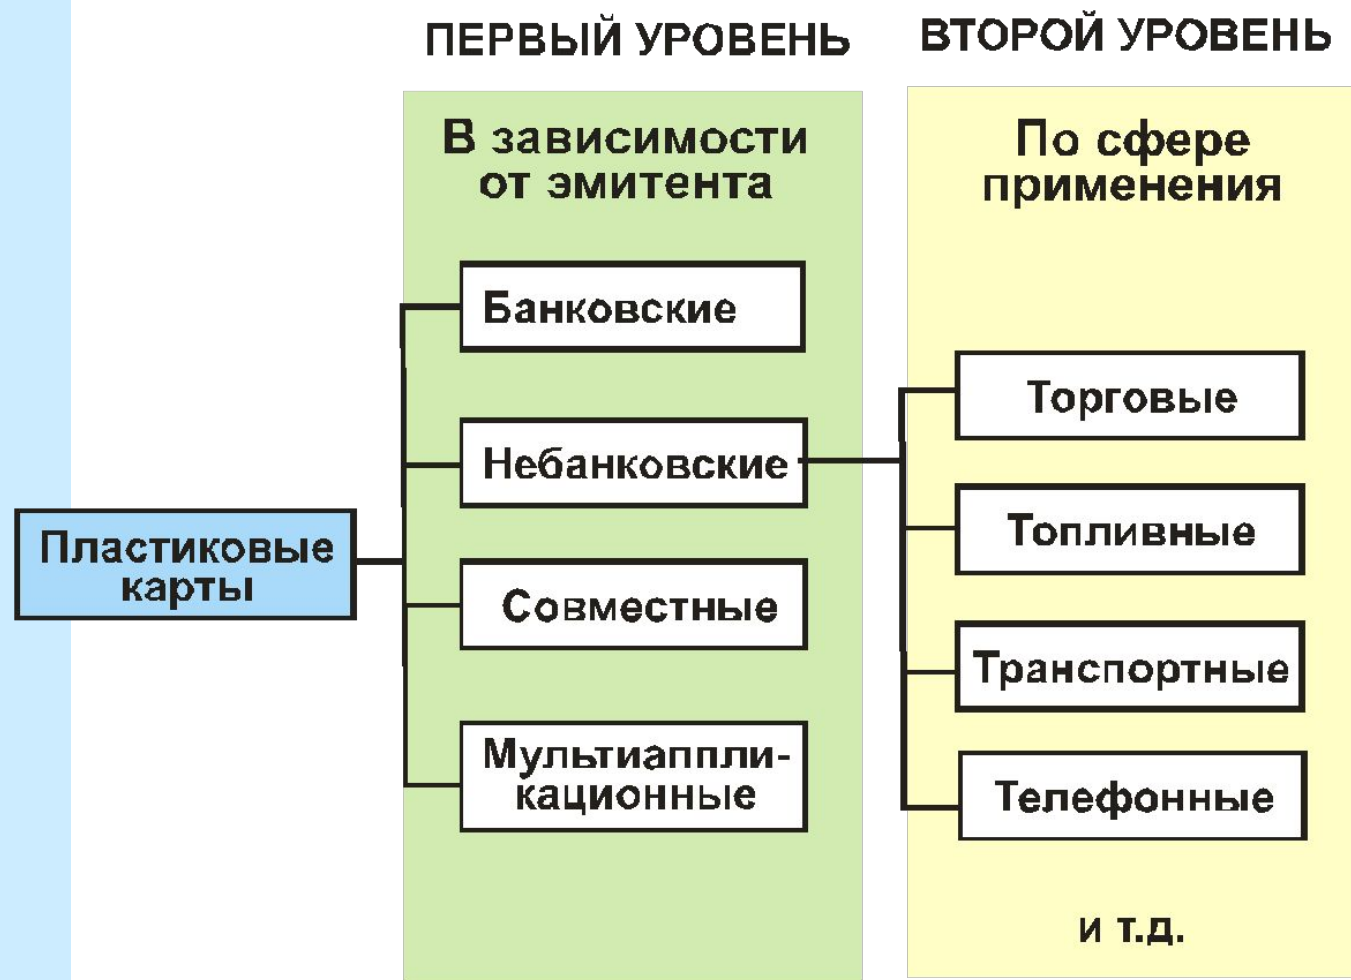 ПЕРВЫЙ УРОВЕНЬ
ВТОРОЙ УРОВЕНЬ
В зависимости
от эмитента
По сфере
применения
Банковские
Небанковские
Совместные
Мультиаппли-
кационные
Пластиковые
карты
Торговые
Топливные
Транспортные
Телефонные
и т.д.